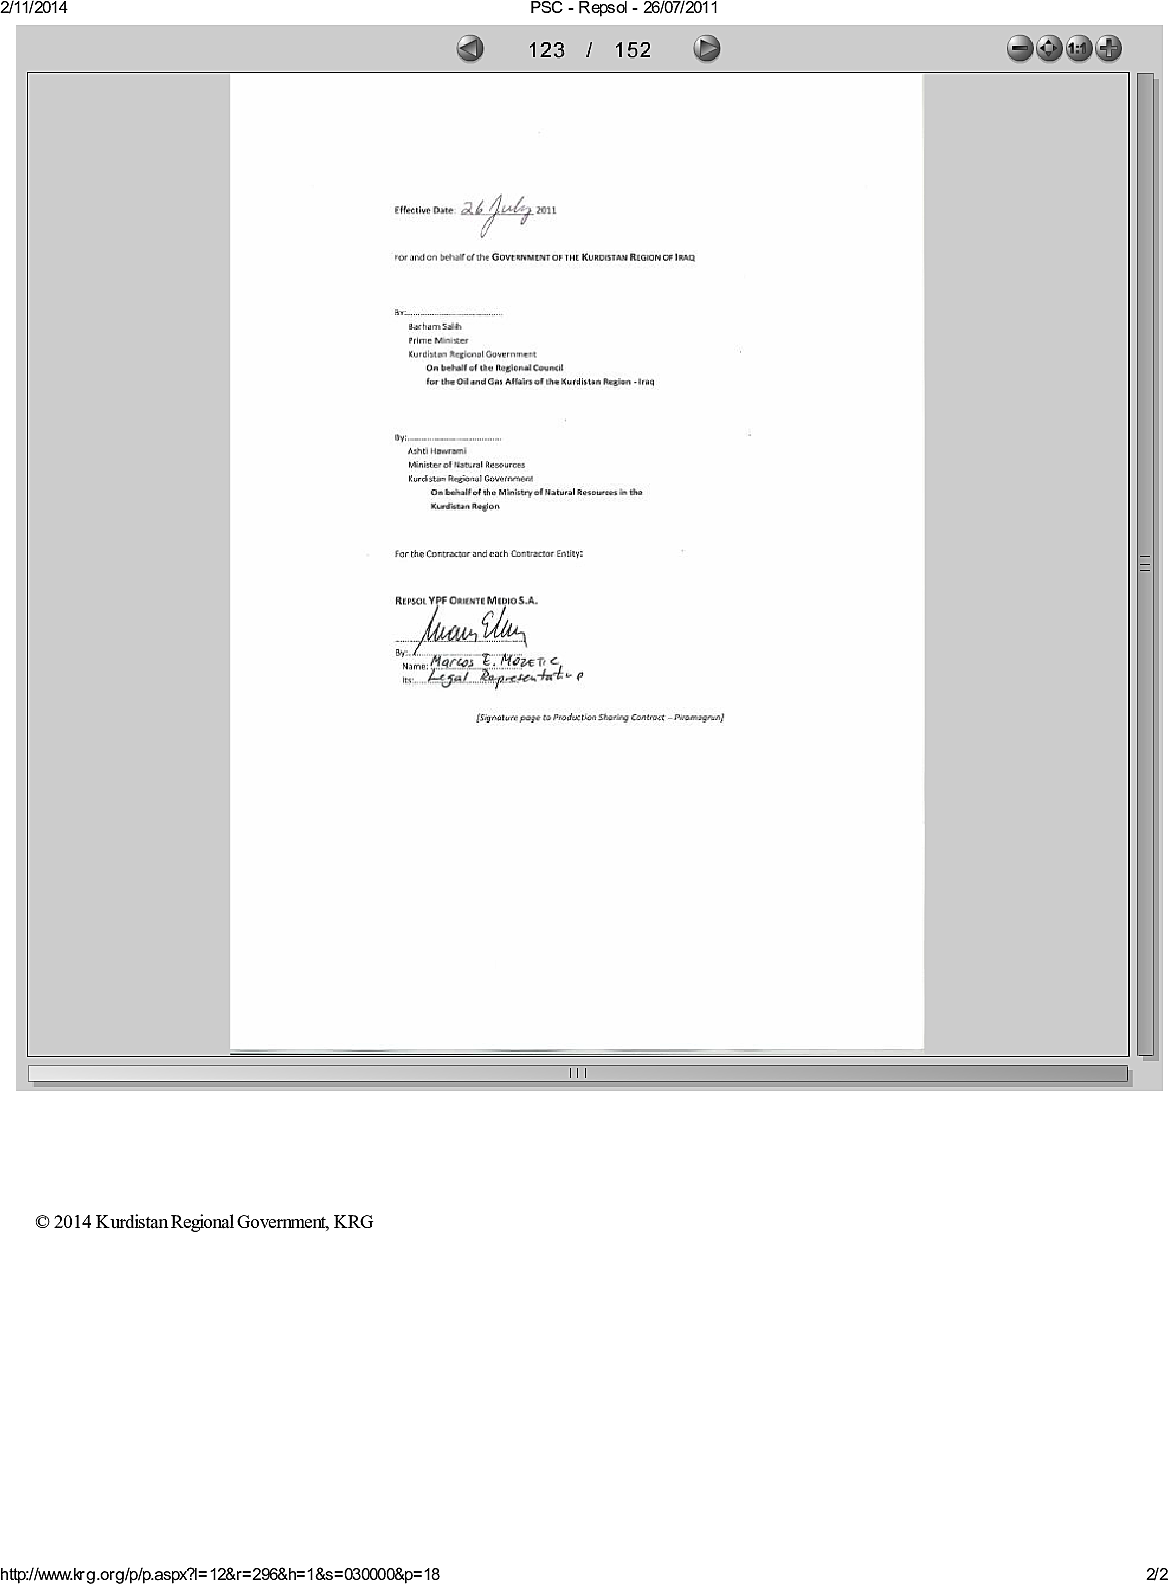 2/11/2014 PSC - Repsol - 26/07/2011
123 / 152
1:1
Effective Date: 26 July 2011
For and on behalf of the GOVERNMENT OF THE KURDISTAN REGION OF IRAQ
By:
Barham Salih
Prime Minister
Kurdistan Regional Government
On behalf of the Regional Council
for the Oil and Gas Affairs of the Kurdistan Region - Iraq
By:
Ashti Hawrami
Minister of Natural Resources
Kurdistan Regional Government
On behalf of the Ministry of Natural Resources in the
Kurdistan Region
For the Contractor and each Contractor Entity:
REPSOL YPF ORIENTE MEDIO S.A.
By:
Name: Marcos E. Mozetic
Its: Legal Representative
[Signature page to Production Sharing Contract – Piramagrun]
© 2014 Kurdistan Regional Government, KRG
http://www.krg.org/p/p.aspx?l=12&r=296&h=1&s=030000&p=18 2/2